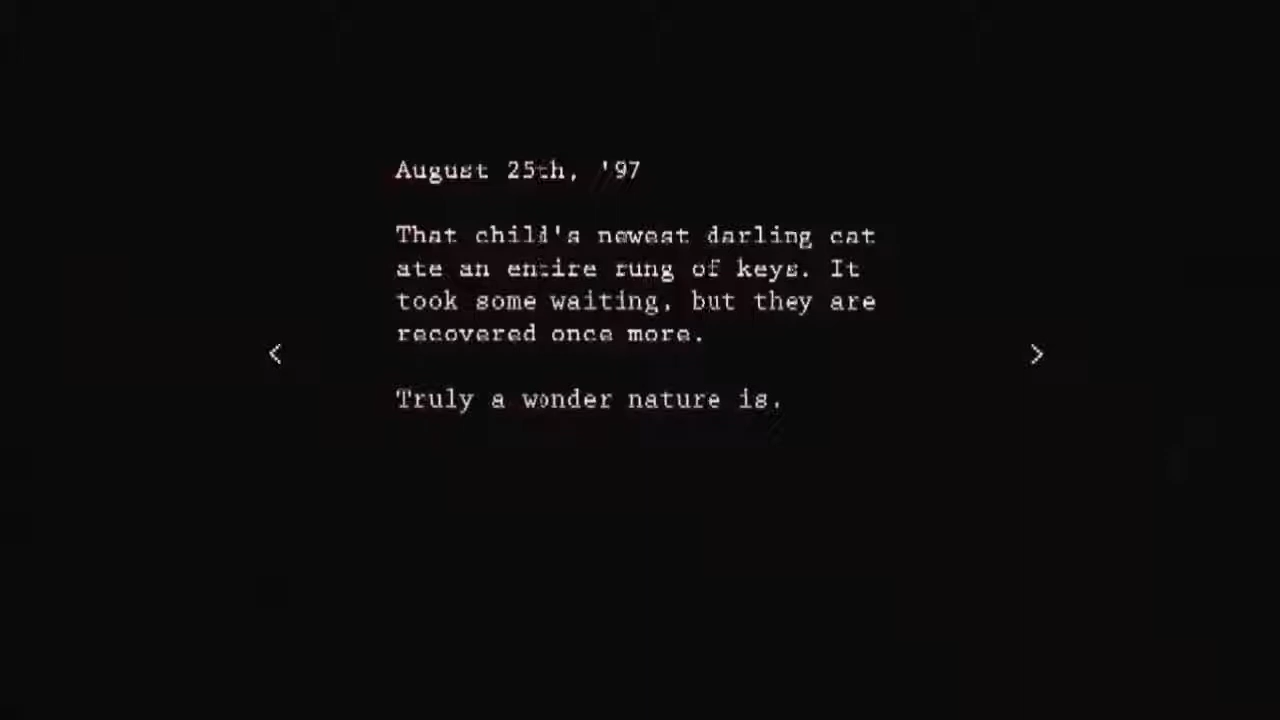 August 25th, '97
That child's newest darling cat
ate an entire rung of keys. It
took some waiting, but they are
recovered once more.
< >
Truly a wonder nature is.